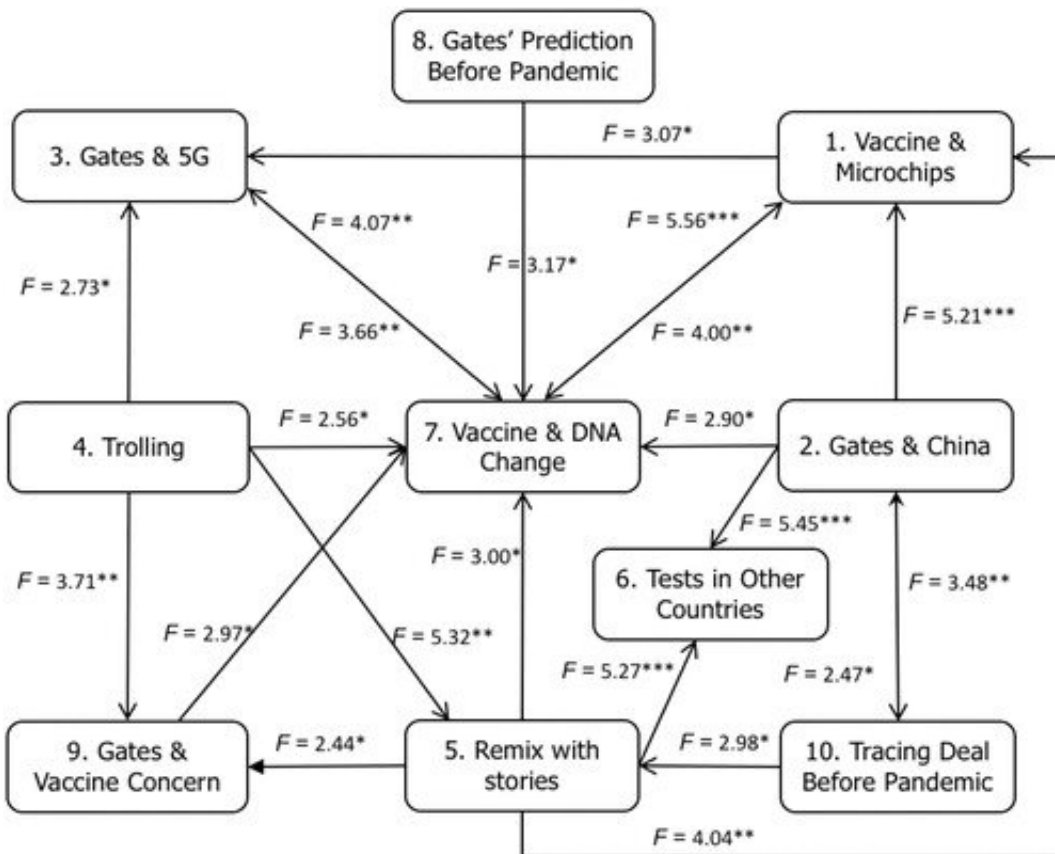 8. Gates’ Prediction
Before Pandemic
3. Gates & 5G
F = 3.07*
1. Vaccine &
Microchips
F = 4.07**
F = 5.56***
F = 3.17*
F = 2.73*
F = 3.66**
F = 4.00**
F = 5.21***
4. Trolling
F = 2.56*
7. Vaccine & DNA
Change
F = 2.90*
2. Gates & China
F = 5.45***
F = 3.00*
6. Tests in Other
Countries
F = 3.71**
F = 3.48**
F = 2.97*
F = 5.32**
F = 5.27***
F = 2.47*
9. Gates &
Vaccine Concern
F = 2.44*
5. Remix with
stories
F = 2.98*
10. Tracing Deal
Before Pandemic
F = 4.04**